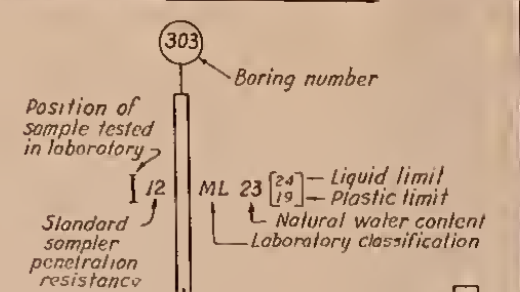 303
Boring number
Position of
sample tested
in laboratory
12 ML 23 [24 Liquid limit
19] Plastic limit
Natural water content
Laboratory classification
Standard
sampler
penetration
resistance